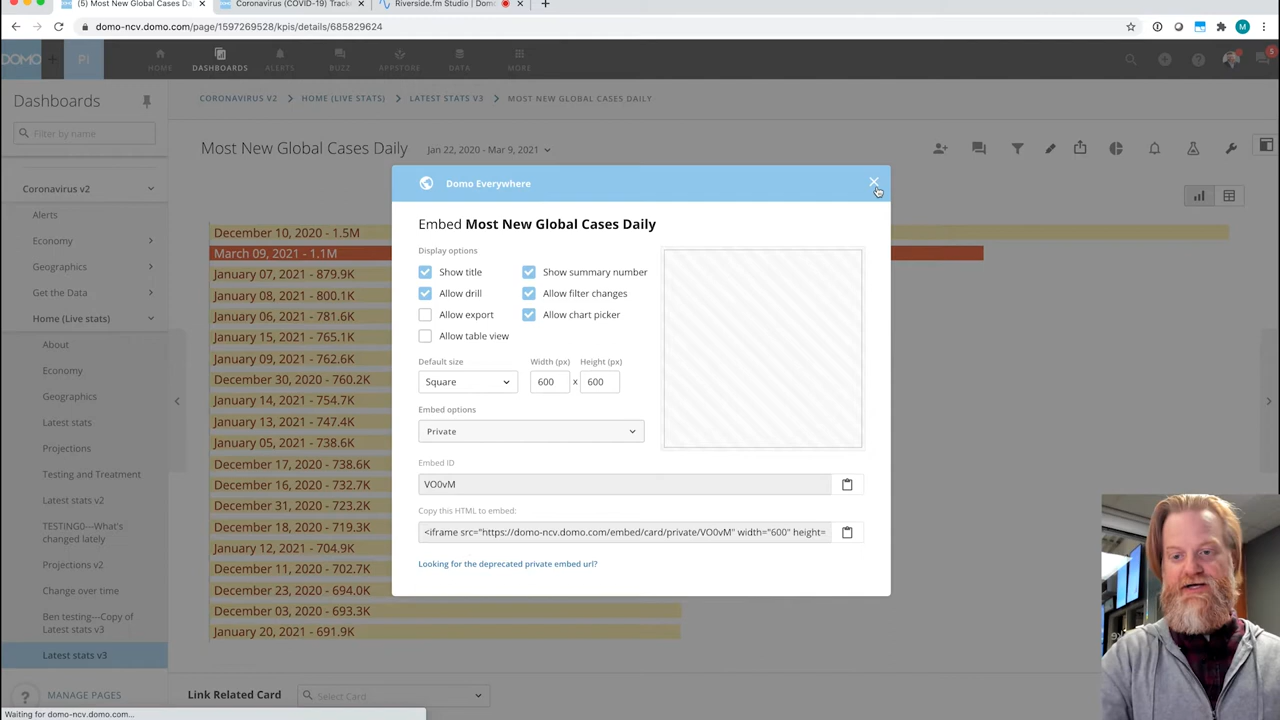 (5) Most New Global Cases Da
Coronavirus (COVID-19) Track
Riverside.fm Studio | Dom
domo-ncv.domo.com/page/1597269528/kpis/details/685829624
M
DOMO
PI
HOME
DASHBOARDS
ALERTS
BUZZ
APPSTORE
DATA
MORE
5
Dashboards
Filter by name
Coronavirus v2
Alerts
Economy
Geographics
Get the Data
Home (Live stats)
About
Economy
Geographics
Latest stats
Projections
Testing and Treatment
Latest stats v2
TESTING0---What's
changed lately
Projections v2
Change over time
Ben testing---Copy of
Latest stats v3
Latest stats v3
MANAGE PAGES
Waiting for domo-ncv.domo.com...
CORONAVIRUS V2 > HOME (LIVE STATS) > LATEST STATS V3 > MOST NEW GLOBAL CASES DAILY
Most New Global Cases Daily
Jan 22, 2020 - Mar 9, 2021
December 10, 2020 - 1.5M
March 09, 2021 - 1.1M
January 07, 2021 - 879.9K
January 08, 2021 - 800.1K
January 06, 2021 - 781.6K
January 15, 2021 - 765.1K
January 09, 2021 - 762.6K
December 30, 2020 - 760.2K
January 14, 2021 - 754.7K
January 13, 2021 - 747.4K
January 05, 2021 - 738.6K
December 17, 2020 - 738.6K
December 16, 2020 - 732.7K
December 31, 2020 - 723.2K
December 18, 2020 - 719.3K
January 12, 2021 - 704.9K
December 11, 2020 - 702.7K
December 23, 2020 - 694.0K
December 03, 2020 - 693.3K
January 20, 2021 - 691.9K
Link Related Card
Select Card
Domo Everywhere
Embed Most New Global Cases Daily
Display options
Show title
Show summary number
Allow drill
Allow filter changes
Allow export
Allow chart picker
Allow table view
Default size
Width (px)
Height (px)
Square
600 x 600
Embed options
Private
Embed ID
VO0vM
Copy this HTML to embed:
<iframe src="https://domo-ncv.domo.com/embed/card/private/VO0vM" width="600" height=
Looking for the deprecated private embed url?